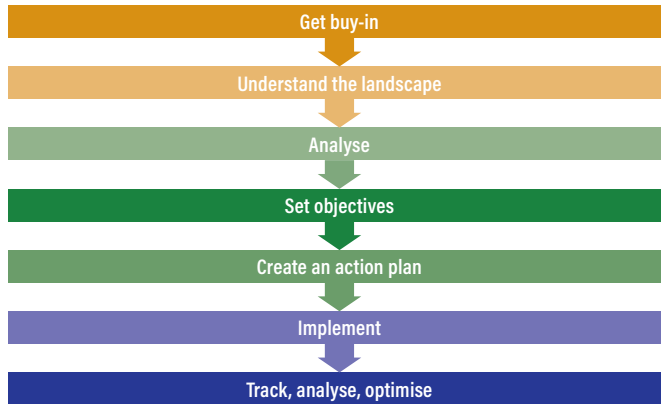 Get buy-in
Understand the landscape
Analyse
Set objectives
Create an action plan
Implement
Track, analyse, optimise